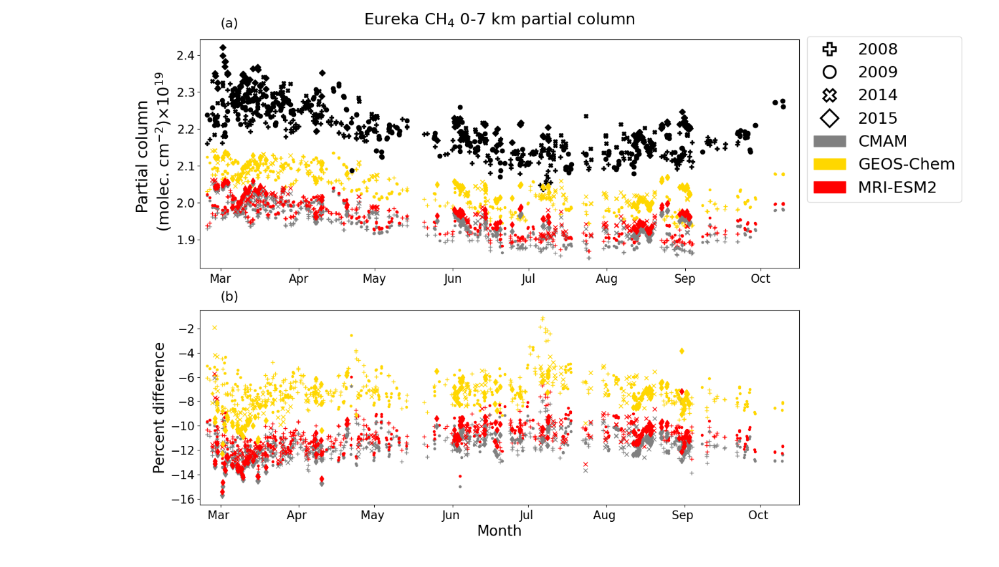 Eureka CH₄ 0-7 km partial column
(a)
Partial column
(molec. cm⁻²)×10¹⁹
2.4
2.3
2.2
2.1
2.0
1.9
Mar Apr May Jun Jul Aug Sep Oct
2008
2009
2014
2015
CMAM
GEOS-Chem
MRI-ESM2
(b)
Percent difference
−2
−4
−6
−8
−10
−12
−14
−16
Mar Apr May Jun Jul Aug Sep Oct
Month